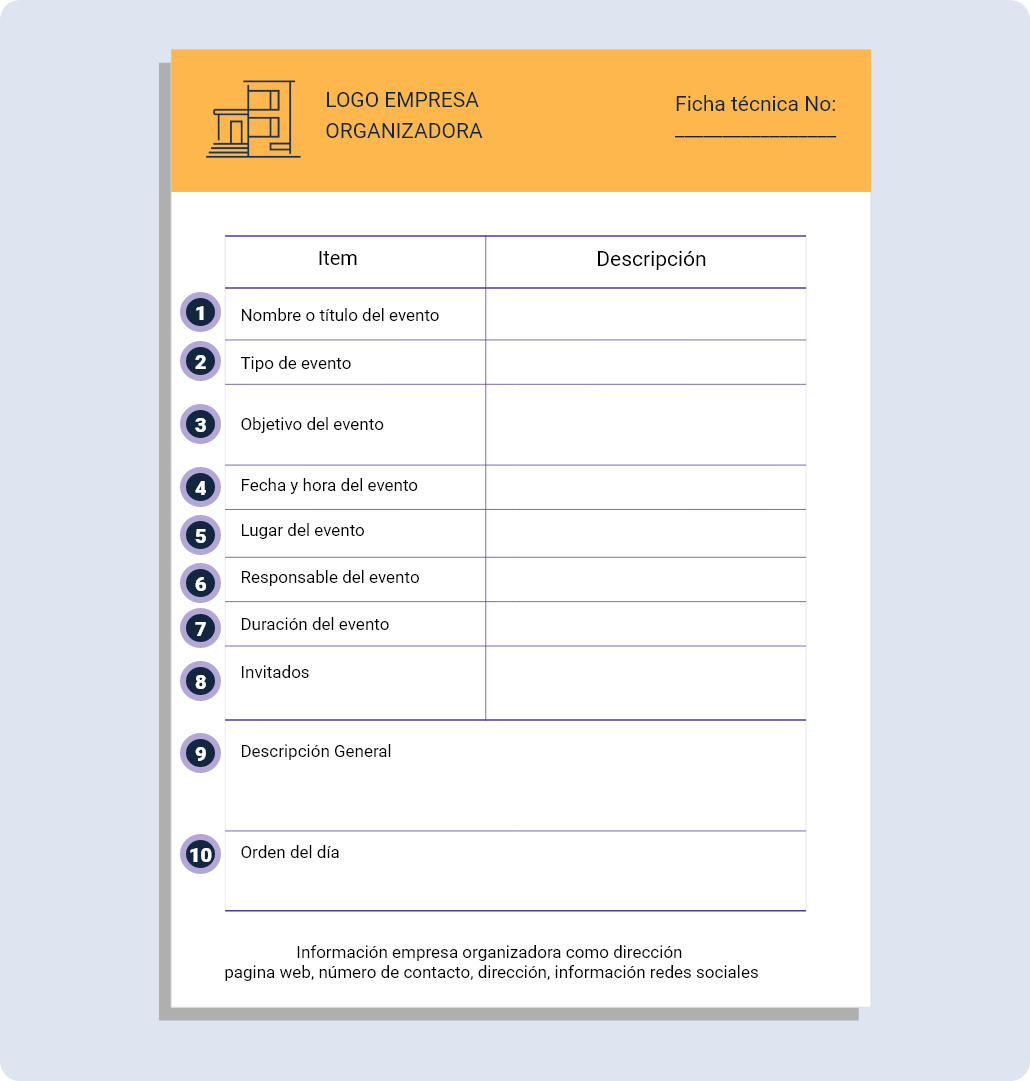 LOGO EMPRESA
ORGANIZADORA
Ficha técnica No:
_________________
Item
Descripción
1
Nombre o título del evento
2
Tipo de evento
3
Objetivo del evento
4
Fecha y hora del evento
5
Lugar del evento
6
Responsable del evento
7
Duración del evento
8
Invitados
9
Descripción General
10
Orden del día
Información empresa organizadora como dirección
pagina web, número de contacto, dirección, información redes sociales